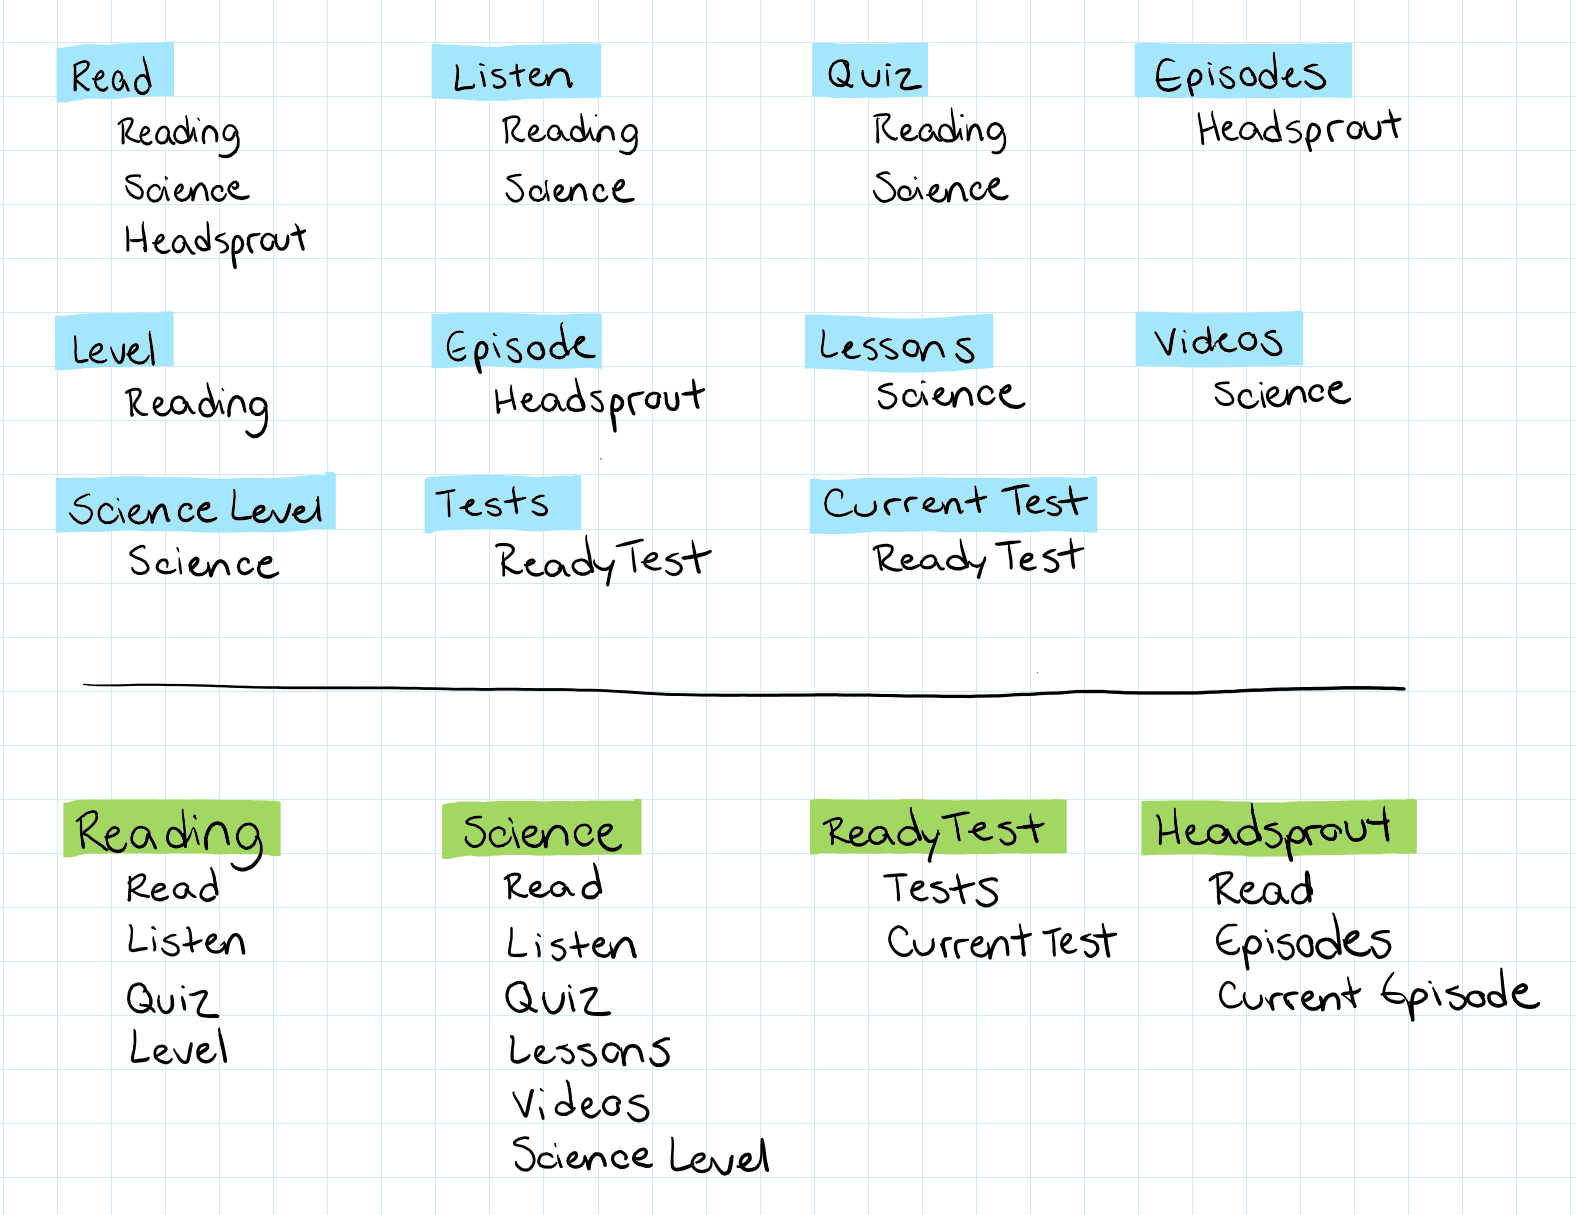 Read Listen Quiz Episodes
Reading Reading Reading Headsprout
Science Science Science
Headsprout
Level Episode Lessons Videos
Reading Headsprout Science Science
Science Level Tests Current Test
Science ReadyTest ReadyTest
Reading Science ReadyTest Headsprout
Read Read Tests Read
Listen Listen Current Test Episodes
Quiz Quiz Current Episode
Level Lessons
Videos
Science Level